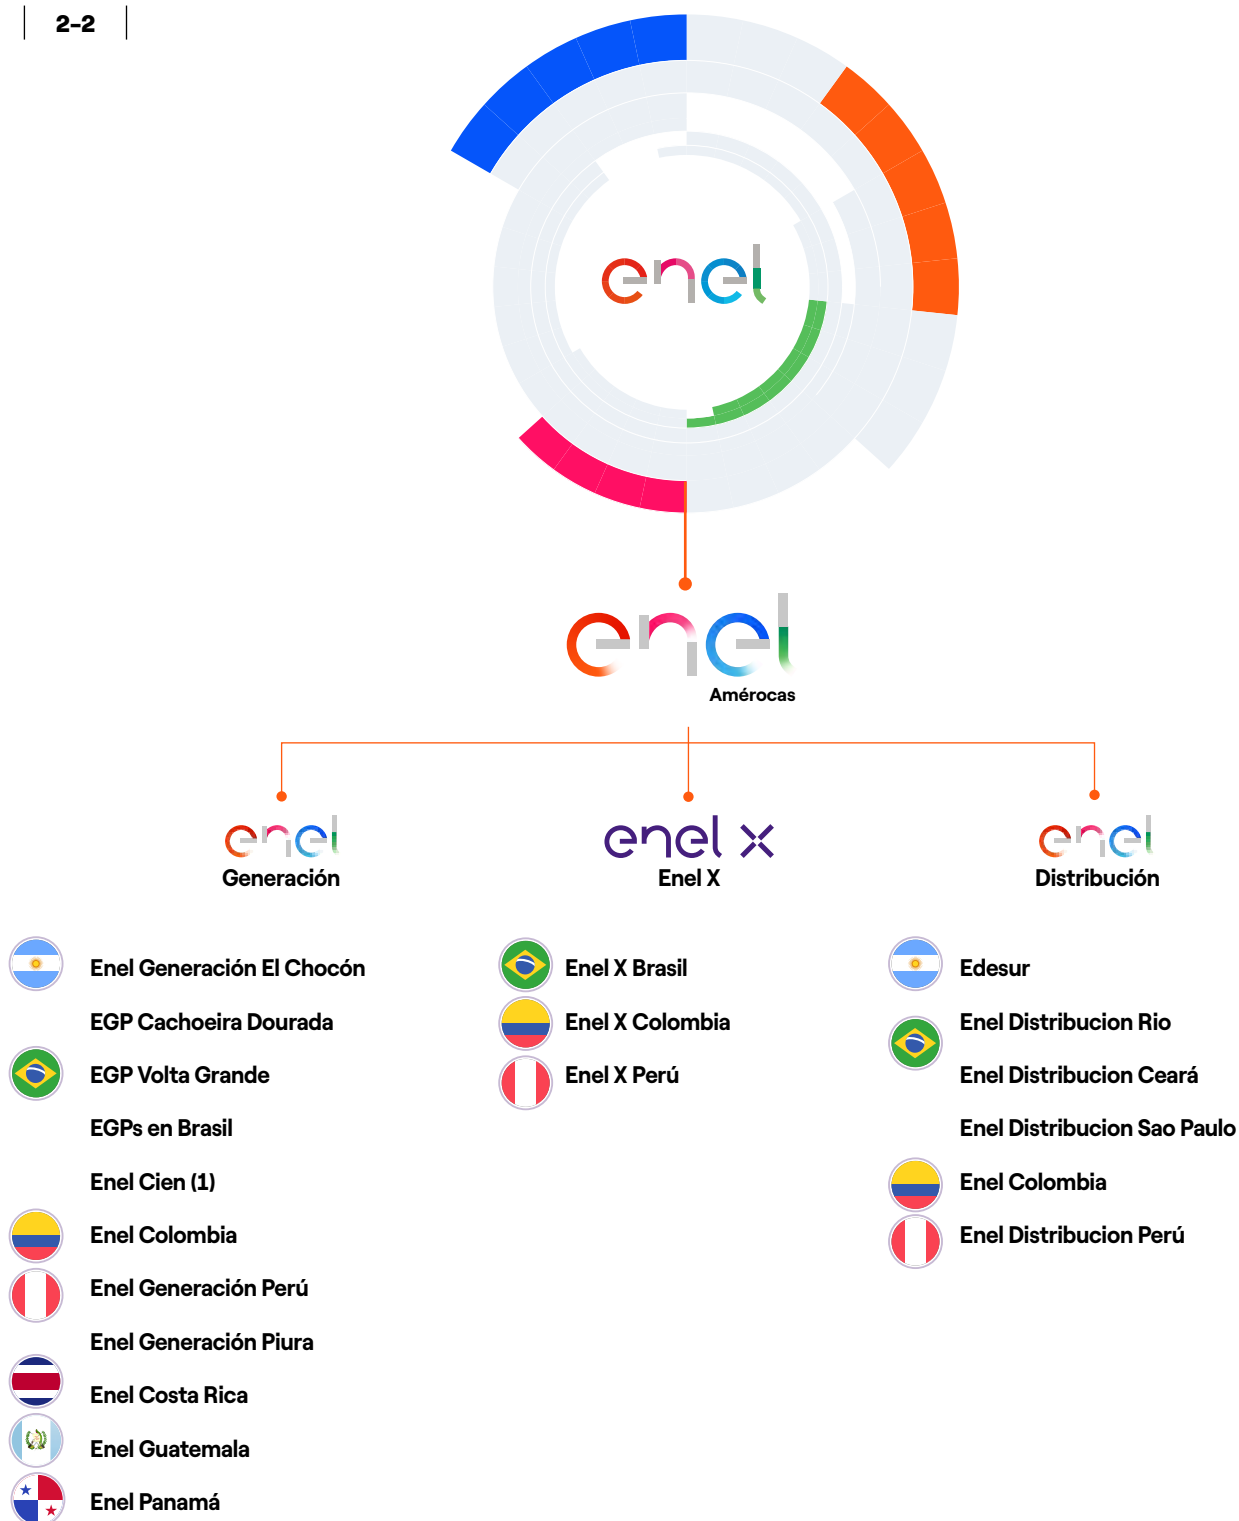 2-2
enel
enel
Amérocas
enel
Generación
enel x
Enel X
enel
Distribución
Enel Generación El Chocón
EGP Cachoeira Dourada
EGP Volta Grande
EGPs en Brasil
Enel Cien (1)
Enel Colombia
Enel Generación Perú
Enel Generación Piura
Enel Costa Rica
Enel Guatemala
Enel Panamá
Enel X Brasil
Enel X Colombia
Enel X Perú
Edesur
Enel Distribucion Rio
Enel Distribucion Ceará
Enel Distribucion Sao Paulo
Enel Colombia
Enel Distribucion Perú